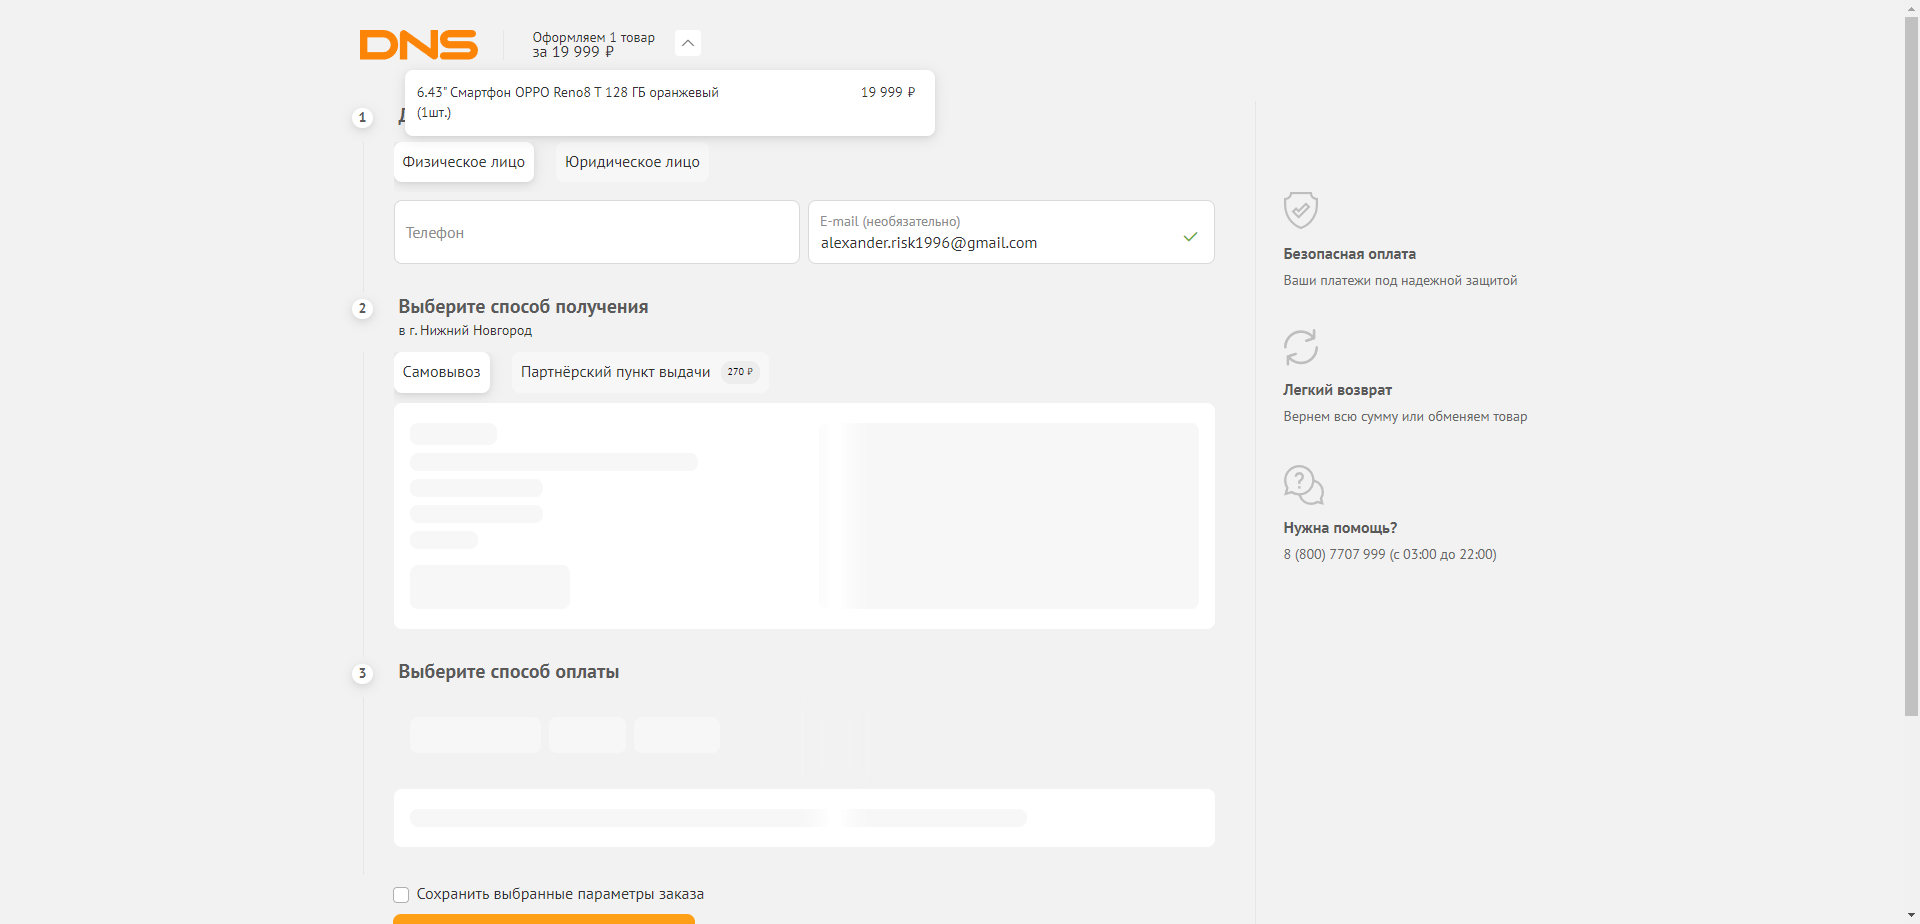 DNS
Оформляем 1 товар
за 19 999 ₽
6.43" Смартфон OPPO Reno8 T 128 ГБ оранжевый
(1шт.)
19 999 ₽
1
Физическое лицо
Юридическое лицо
Телефон
E-mail (необязательно)
alexander.risk1996@gmail.com
2
Выберите способ получения
в г. Нижний Новгород
Самовывоз
Партнёрский пункт выдачи
270 ₽
3
Выберите способ оплаты
Сохранить выбранные параметры заказа
Безопасная оплата
Ваши платежи под надежной защитой
Легкий возврат
Вернем всю сумму или обменяем товар
Нужна помощь?
8 (800) 7707 999 (с 03:00 до 22:00)